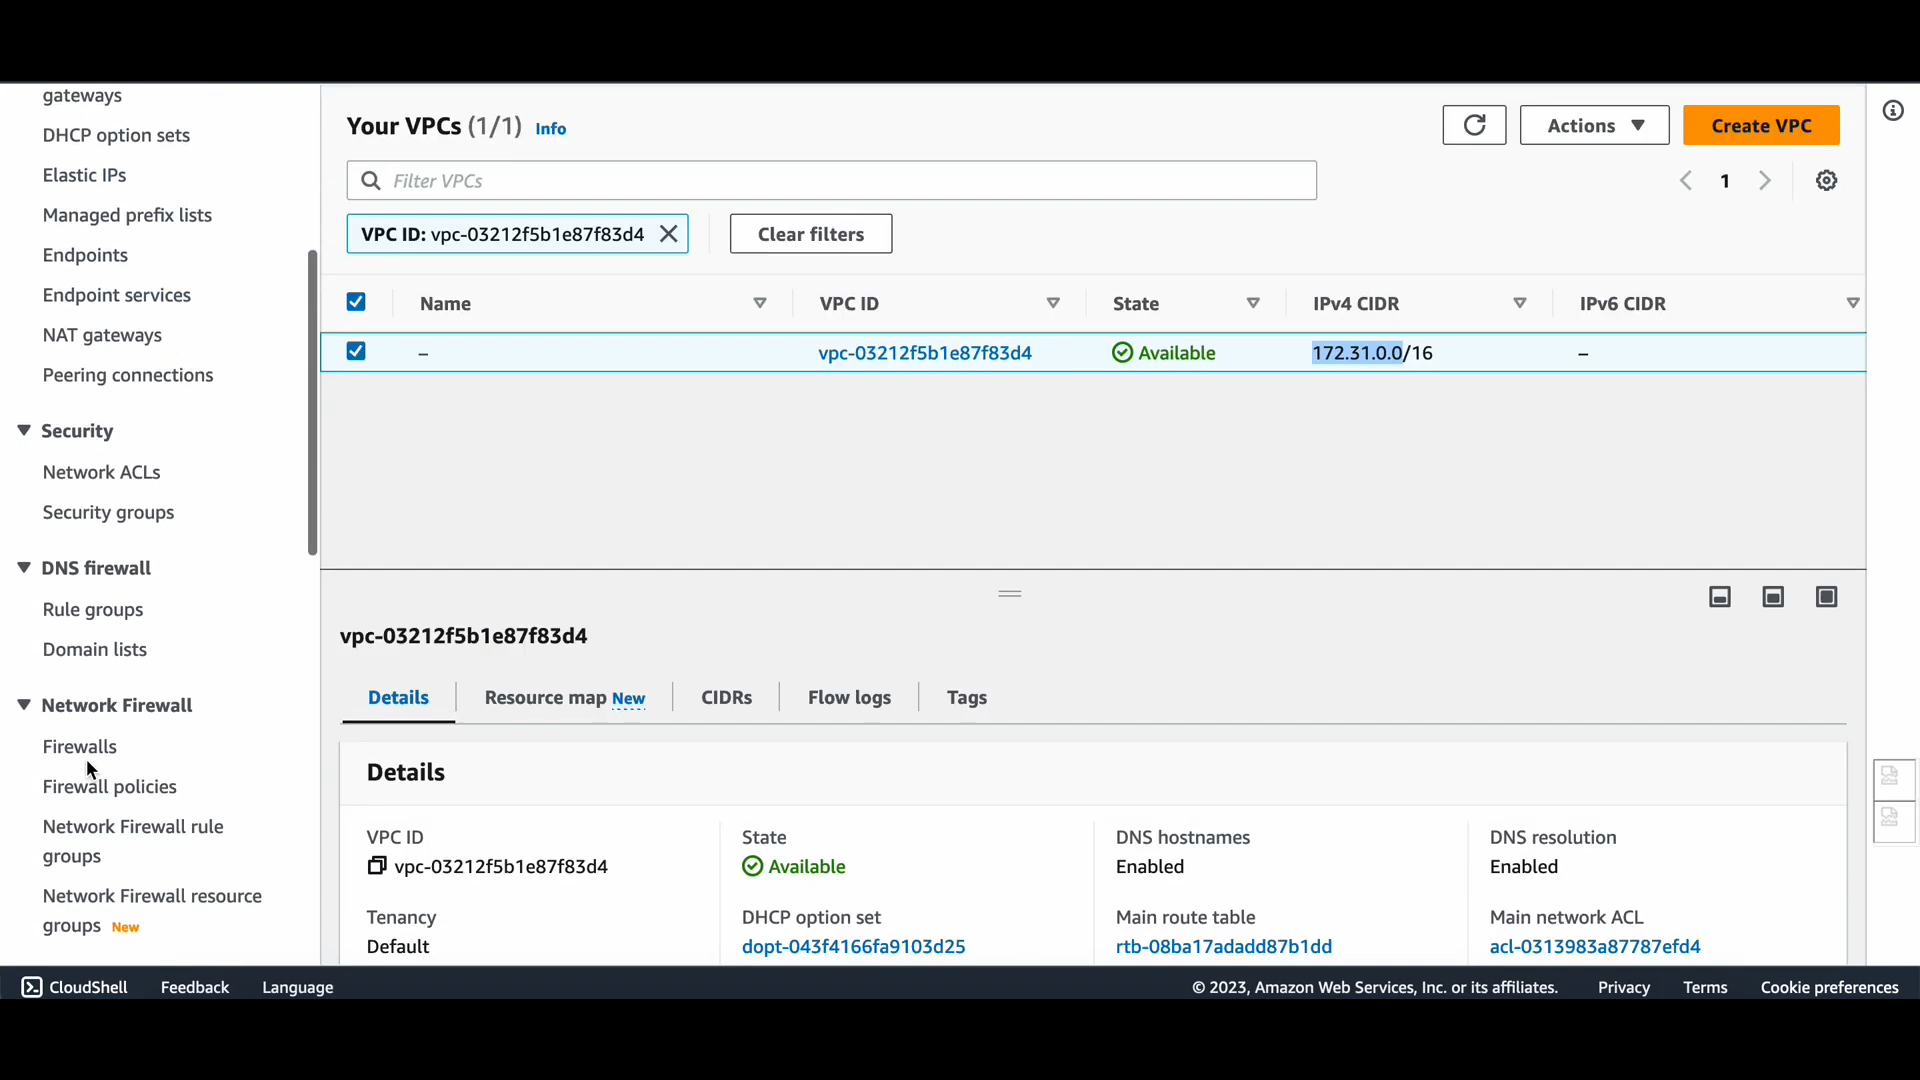 gateways
DHCP option sets
Elastic IPs
Managed prefix lists
Endpoints
Endpoint services
NAT gateways
Peering connections
Security
Network ACLs
Security groups
DNS firewall
Rule groups
Domain lists
Network Firewall
Firewalls
Firewall policies
Network Firewall rule
groups
Network Firewall resource
groups New
Your VPCs (1/1) Info
Actions
Create VPC
Filter VPCs
1
VPC ID: vpc-03212f5b1e87f83d4
Clear filters
Name VPC ID State IPv4 CIDR IPv6 CIDR
– vpc-03212f5b1e87f83d4 Available 172.31.0.0/16 –
vpc-03212f5b1e87f83d4
Details Resource map New CIDRs Flow logs Tags
Details
VPC ID State DNS hostnames DNS resolution
vpc-03212f5b1e87f83d4 Available Enabled Enabled
Tenancy DHCP option set Main route table Main network ACL
Default dopt-043f4166fa9103d25 rtb-08ba17adadd87b1dd acl-0313983a87787efd4
CloudShell Feedback Language © 2023, Amazon Web Services, Inc. or its affiliates. Privacy Terms Cookie preferences